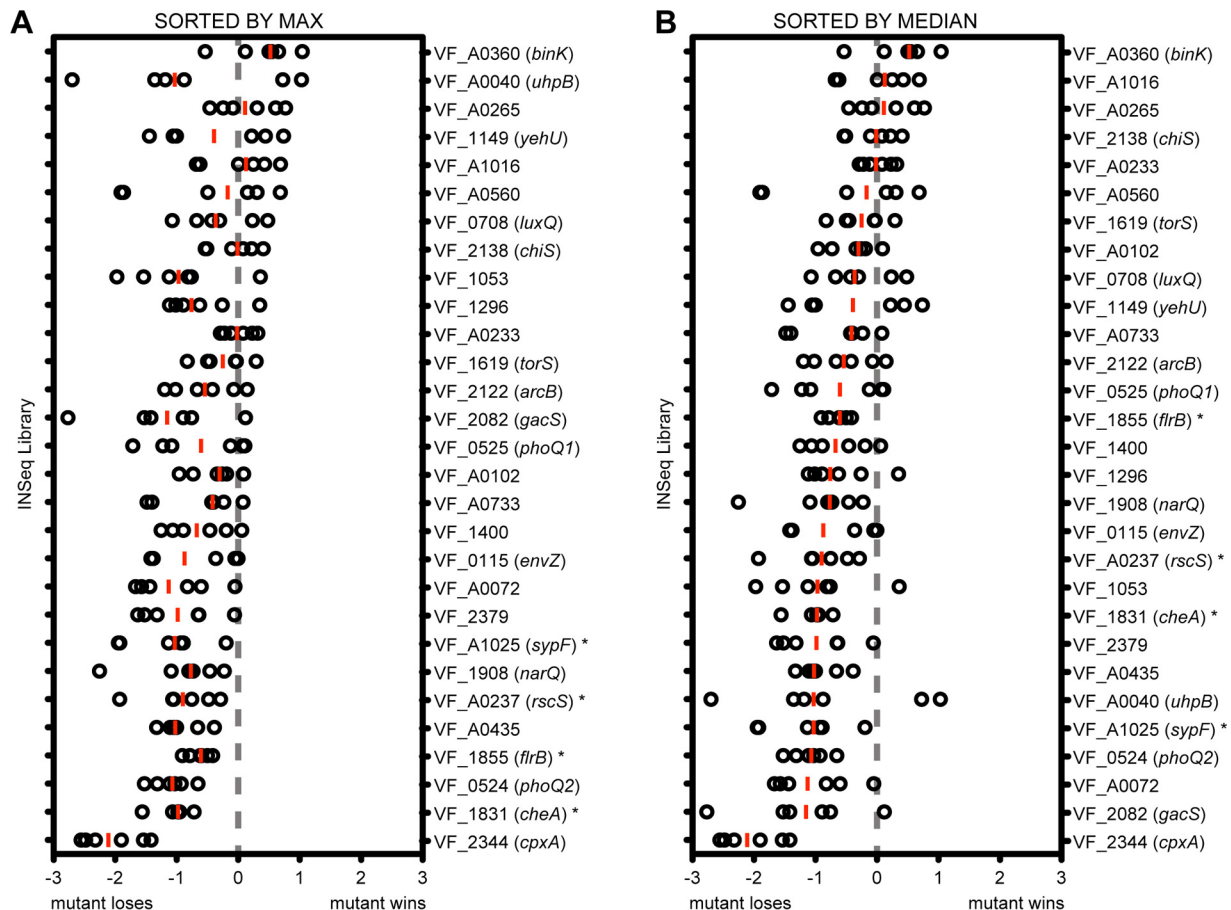 A
SORTED BY MAX
INSeq Library
VF_A0360 (binK)
VF_A0040 (uhpB)
VF_A0265
VF_1149 (yehU)
VF_A1016
VF_A0560
VF_0708 (luxQ)
VF_2138 (chiS)
VF_1053
VF_1296
VF_A0233
VF_1619 (torS)
VF_2122 (arcB)
VF_2082 (gacS)
VF_0525 (phoQ1)
VF_A0102
VF_A0733
VF_1400
VF_0115 (envZ)
VF_A0072
VF_2379
VF_A1025 (sypF) *
VF_1908 (narQ)
VF_A0237 (rscS) *
VF_A0435
VF_1855 (flrB) *
VF_0524 (phoQ2)
VF_1831 (cheA) *
VF_2344 (cpxA)
-3 -2 -1 0 1 2 3
mutant loses mutant wins
B
SORTED BY MEDIAN
INSeq Library
VF_A0360 (binK)
VF_A1016
VF_A0265
VF_2138 (chiS)
VF_A0233
VF_A0560
VF_1619 (torS)
VF_A0102
VF_0708 (luxQ)
VF_1149 (yehU)
VF_A0733
VF_2122 (arcB)
VF_0525 (phoQ1)
VF_1855 (flrB) *
VF_1400
VF_1296
VF_1908 (narQ)
VF_0115 (envZ)
VF_A0237 (rscS) *
VF_1053
VF_1831 (cheA) *
VF_2379
VF_A0435
VF_A0040 (uhpB)
VF_A1025 (sypF) *
VF_0524 (phoQ2)
VF_A0072
VF_2082 (gacS)
VF_2344 (cpxA)
-3 -2 -1 0 1 2 3
mutant loses mutant wins